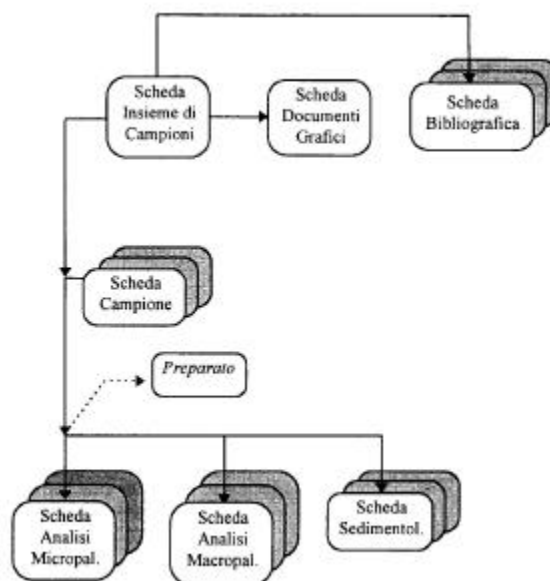 Scheda
Insieme di
Campioni
Scheda
Documenti
Grafici
Scheda
Bibliografica
Scheda
Campione
Preparato
Scheda
Analisi
Micropal.
Scheda
Analisi
Macropal.
Scheda
Sedimentol.